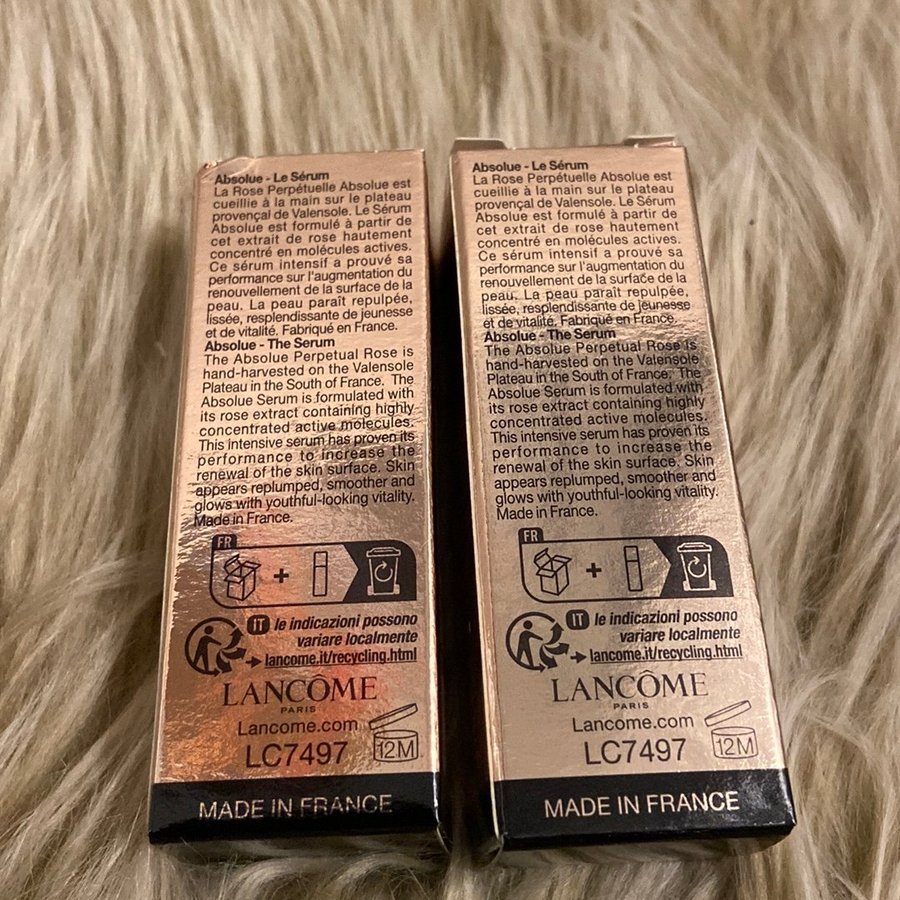 Absolue - Le Sérum
La Rose Perpétuelle Absolue est
cueillie à la main sur le plateau
provençal de Valensole. Le Sérum
Absolue est formulé à partir de
cet extrait de rose hautement
concentré en molécules actives.
Ce sérum intensif a prouvé sa
performance sur l'augmentation du
renouvellement de la surface de la
peau. La peau paraît repulpée,
lissée, resplendissante de jeunesse
et de vitalité. Fabriqué en France.
Absolue - The Serum
The Absolue Perpetual Rose is
hand-harvested on the Valensole
Plateau in the South of France. The
Absolue Serum is formulated with
its rose extract containing highly
concentrated active molecules.
This intensive serum has proven its
performance to increase the
renewal of the skin surface. Skin
appears replumped, smoother and
glows with youthful-looking vitality.
Made in France.
FR
+
IT le indicazioni possono
variare localmente
lancome.it/recycling.html
LANCÔME
PARIS
Lancome.com
LC7497
12M
MADE IN FRANCE
Absolue - Le Sérum
La Rose Perpétuelle Absolue est
cueillie à la main sur le plateau
provençal de Valensole. Le Sérum
Absolue est formulé à partir de
cet extrait de rose hautement
concentré en molécules actives.
Ce sérum intensif a prouvé sa
performance sur l'augmentation du
renouvellement de la surface de la
peau. La peau paraît repulpée,
lissée, resplendissante de jeunesse
et de vitalité. Fabriqué en France.
Absolue - The Serum
The Absolue Perpetual Rose is
hand-harvested on the Valensole
Plateau in the South of France. The
Absolue Serum is formulated with
its rose extract containing highly
concentrated active molecules.
This intensive serum has proven its
performance to increase the
renewal of the skin surface. Skin
appears replumped, smoother and
glows with youthful-looking vitality.
Made in France.
FR
+
IT le indicazioni possono
variare localmente
lancome.it/recycling.html
LANCÔME
PARIS
Lancome.com
LC7497
12M
MADE IN FRANCE